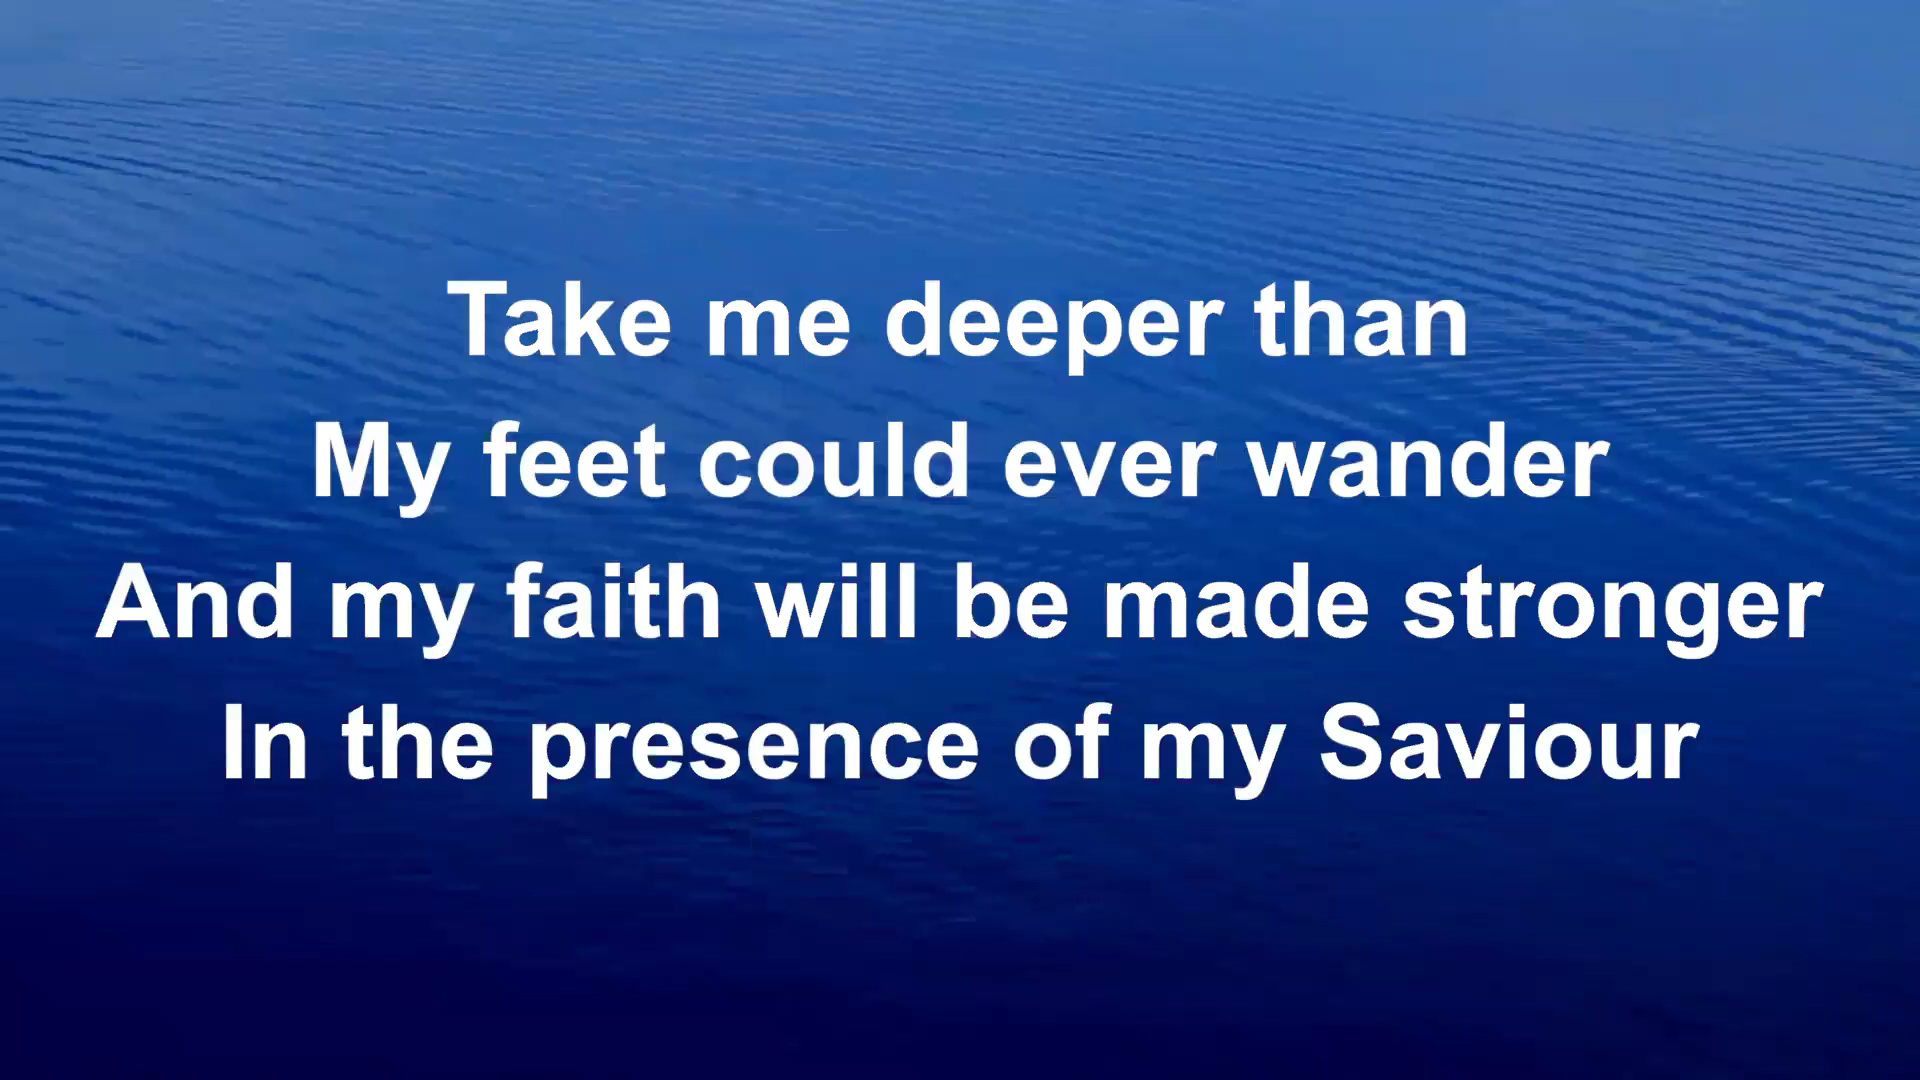 Take me deeper than
My feet could ever wander
And my faith will be made stronger
In the presence of my Saviour